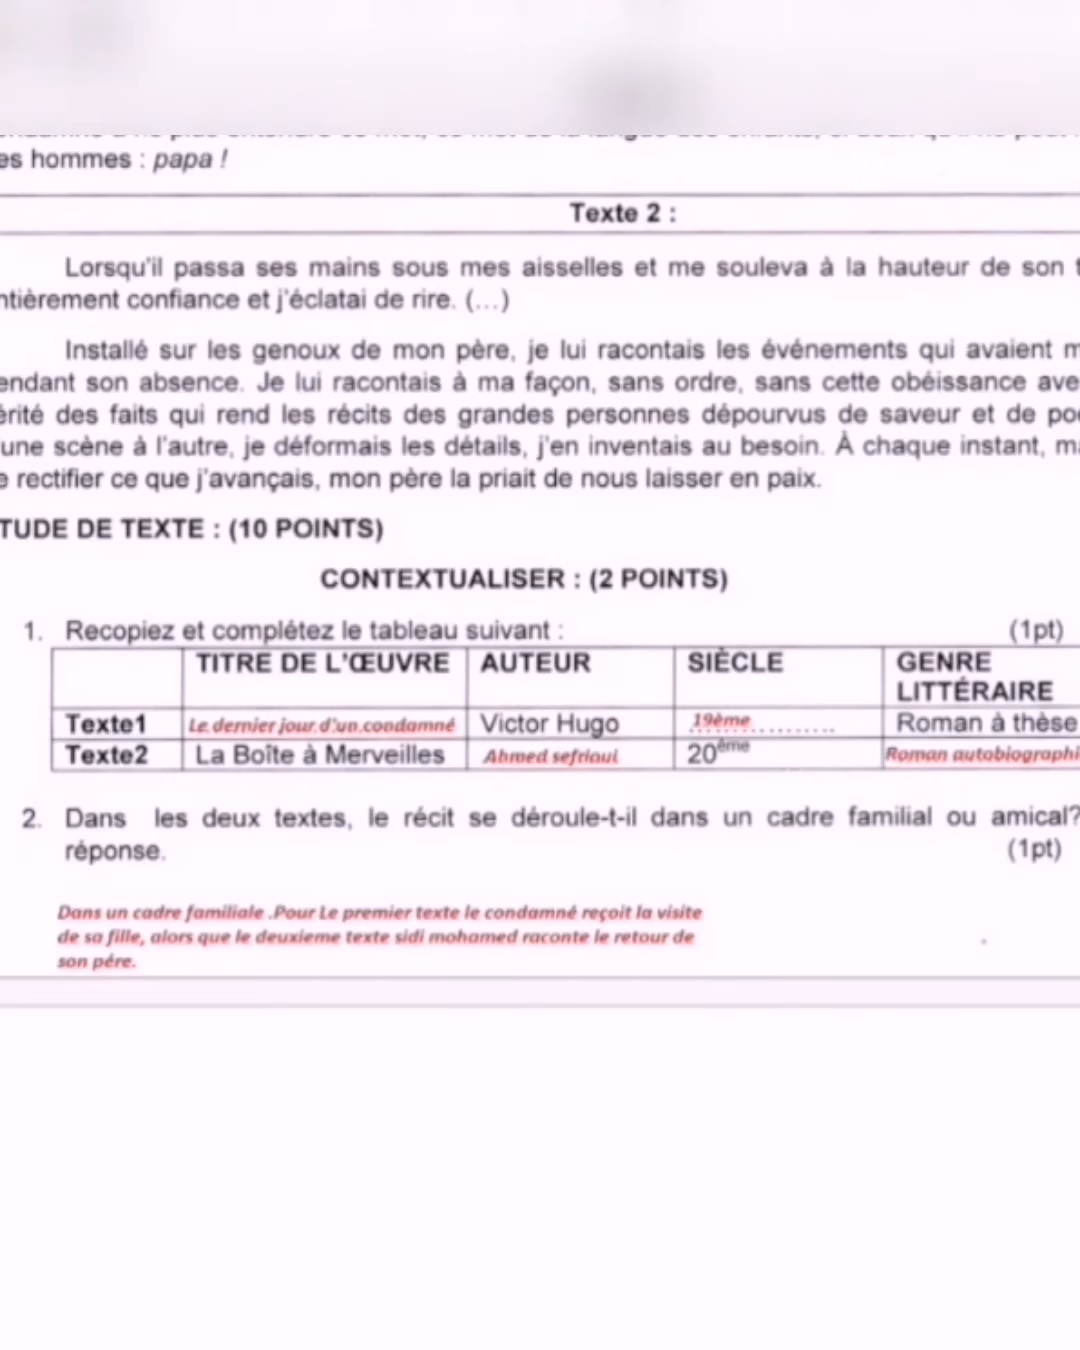 es hommes : papa !
Texte 2 :
Lorsqu'il passa ses mains sous mes aisselles et me souleva à la hauteur de son t
ntièrement confiance et j'éclatai de rire. (...)
Installé sur les genoux de mon père, je lui racontais les événements qui avaient m
endant son absence. Je lui racontais à ma façon, sans ordre, sans cette obéissance ave
érité des faits qui rend les récits des grandes personnes dépourvus de saveur et de po
une scène à l'autre, je déformais les détails, j'en inventais au besoin. À chaque instant, ma
e rectifier ce que j'avançais, mon père la priait de nous laisser en paix.
TUDE DE TEXTE : (10 POINTS)
CONTEXTUALISER : (2 POINTS)
1. Recopiez et complétez le tableau suivant : (1pt)
TITRE DE L'ŒUVRE AUTEUR SIÈCLE GENRE
LITTÉRAIRE
Texte1 Le dernier jour d'un condamné Victor Hugo 19ème Roman à thèse
Texte2 La Boîte à Merveilles Ahmed sefrioui 20ème Roman autobiographi
2. Dans les deux textes, le récit se déroule-t-il dans un cadre familial ou amical?
réponse. (1pt)
Dans un cadre familiale .Pour Le premier texte le condamné reçoit la visite
de sa fille, alors que le deuxieme texte sidi mohamed raconte le retour de
son pére.